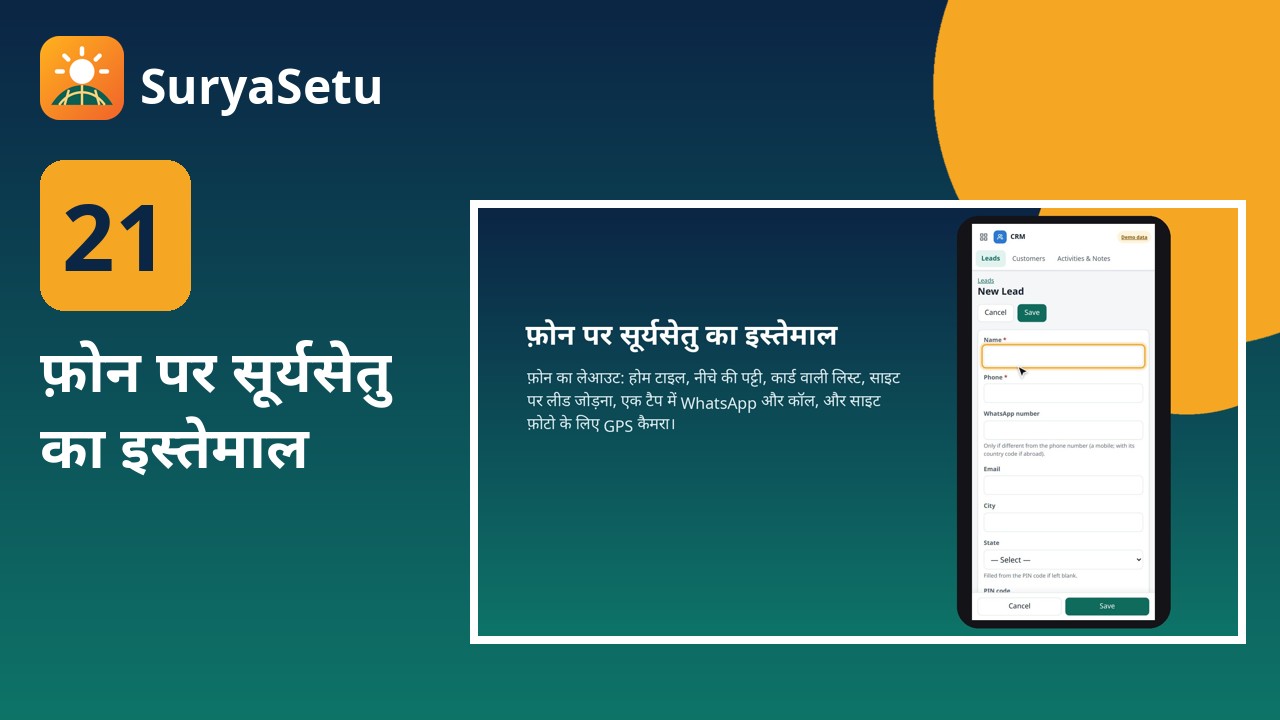 SuryaSetu
21
फ़ोन पर सूर्यसेतु
का इस्तेमाल
फ़ोन पर सूर्यसेतु का इस्तेमाल
फ़ोन का लेआउट: होम टाइल, नीचे की पट्टी, कार्ड वाली लिस्ट, साइट
पर लीड जोड़ना, एक टैप में WhatsApp और कॉल, और साइट
फ़ोटो के लिए GPS कैमरा।
CRM
Demo data
Leads Customers Activities & Notes
Leads
New Lead
Cancel Save
Name *
Phone *
WhatsApp number
Only if different from the phone number (a mobile; with its
country code if abroad).
Email
City
State
— Select —
Filled from the PIN code if left blank.
PIN code
Cancel Save